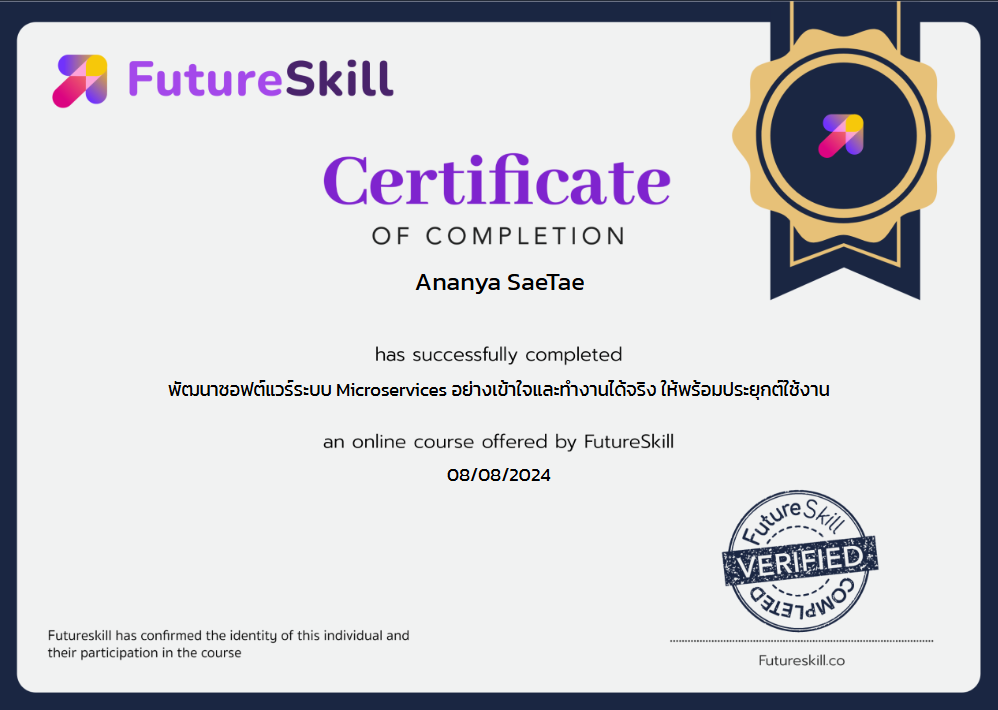 FutureSkill
Certificate
OF COMPLETION
Ananya SaeTae
has successfully completed
พัฒนาซอฟต์แวร์ระบบ Microservices อย่างเข้าใจและทำงานได้จริง ให้พร้อมประยุกต์ใช้งาน
an online course offered by FutureSkill
08/08/2024
FutureSkill
VERIFIED
COMPLETED
Futureskill has confirmed the identity of this individual and
their participation in the course
Futureskill.co